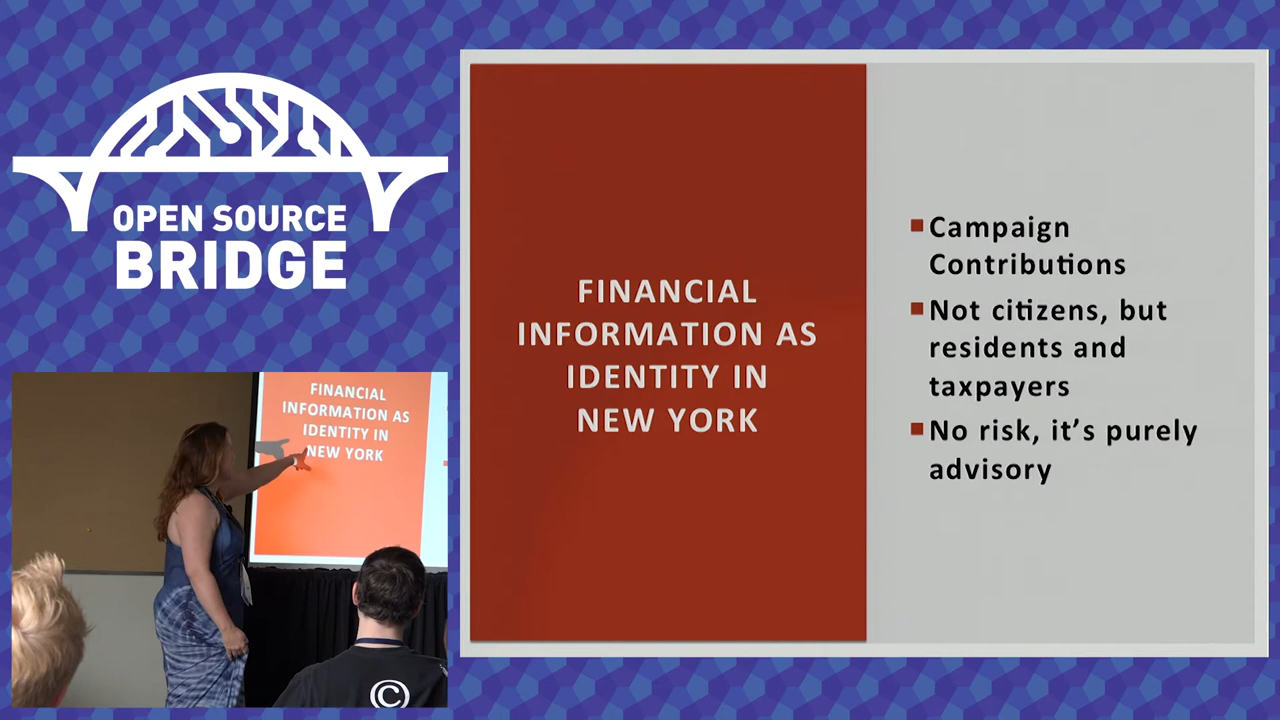 OPEN SOURCE
BRIDGE
FINANCIAL
INFORMATION AS
IDENTITY IN
NEW YORK
©
FINANCIAL
INFORMATION AS
IDENTITY IN
NEW YORK
Campaign
Contributions
Not citizens, but
residents and
taxpayers
No risk, it’s purely
advisory